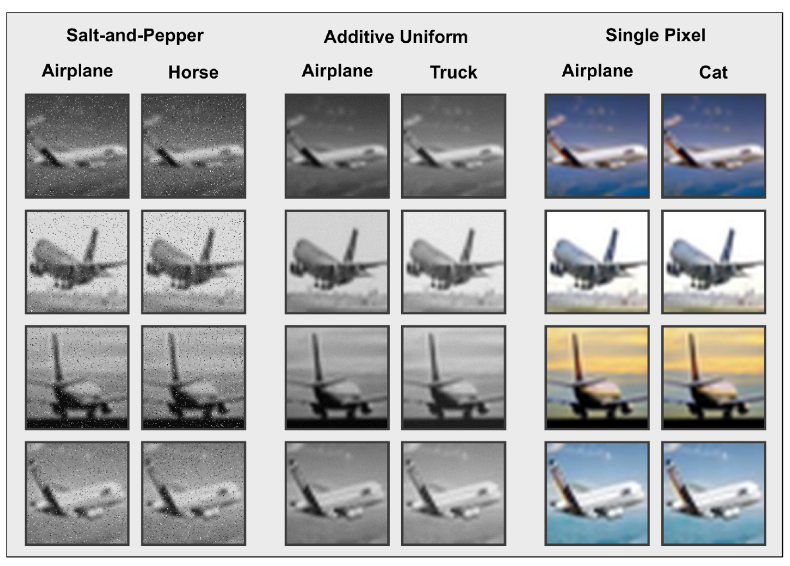 Salt-and-Pepper Additive Uniform Single Pixel
Airplane Horse Airplane Truck Airplane Cat